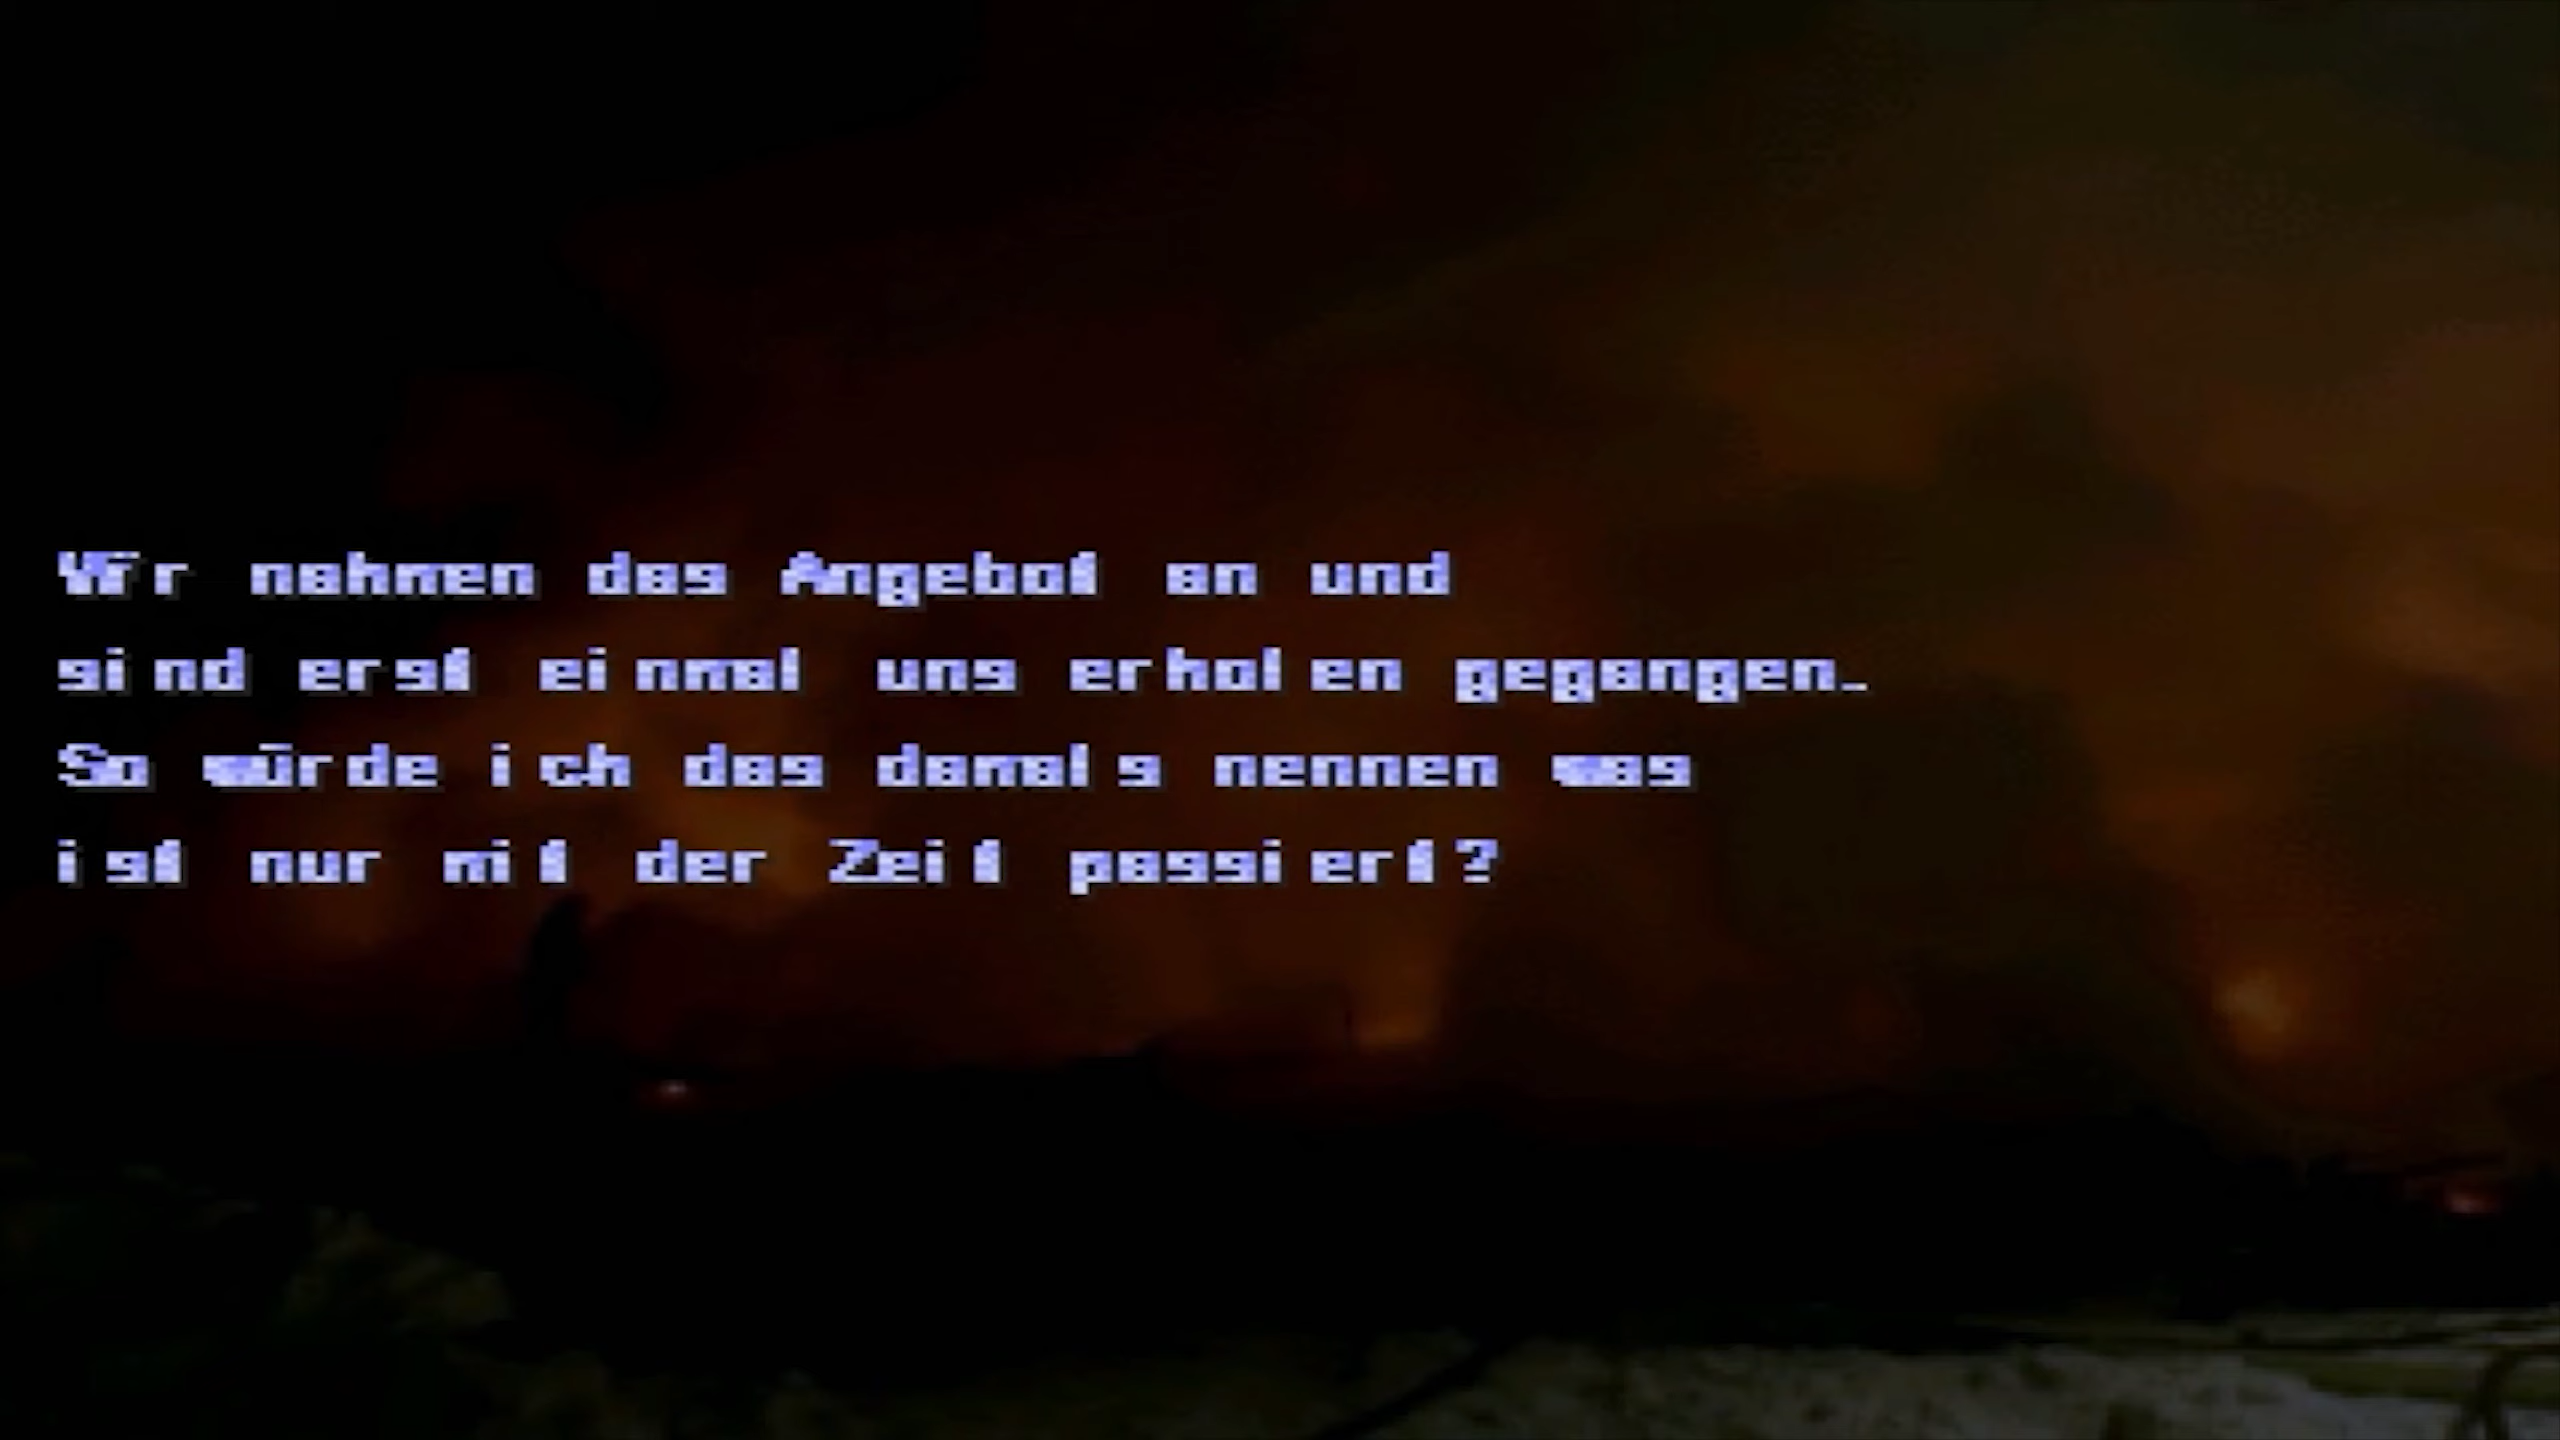 Wir nahmen das Angebot an und
sind erst einmal uns erholen gegangen.
So würde ich das damals nennen was
ist nur mit der Zeit passiert?